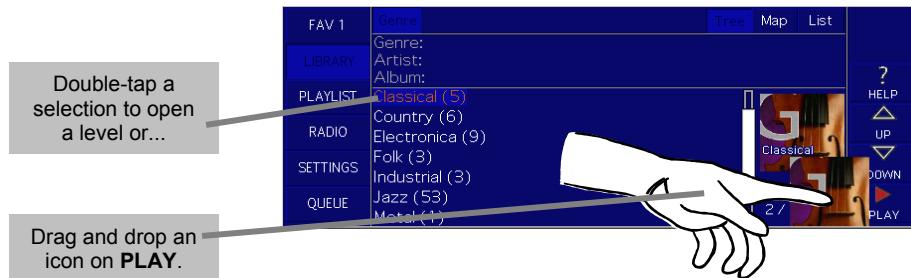 Double-tap a
selection to open
a level or...
Drag and drop an
icon on PLAY.
FAV 1
LIBRARY
PLAYLIST
RADIO
SETTINGS
QUEUE
Genre
Tree Map List
Genre:
Artist:
Album:
Classical (5)
Country (6)
Electronica (9)
Folk (3)
Industrial (3)
Jazz (53)
Metal (1)
G
Classical
27
?
HELP
UP
DOWN
PLAY